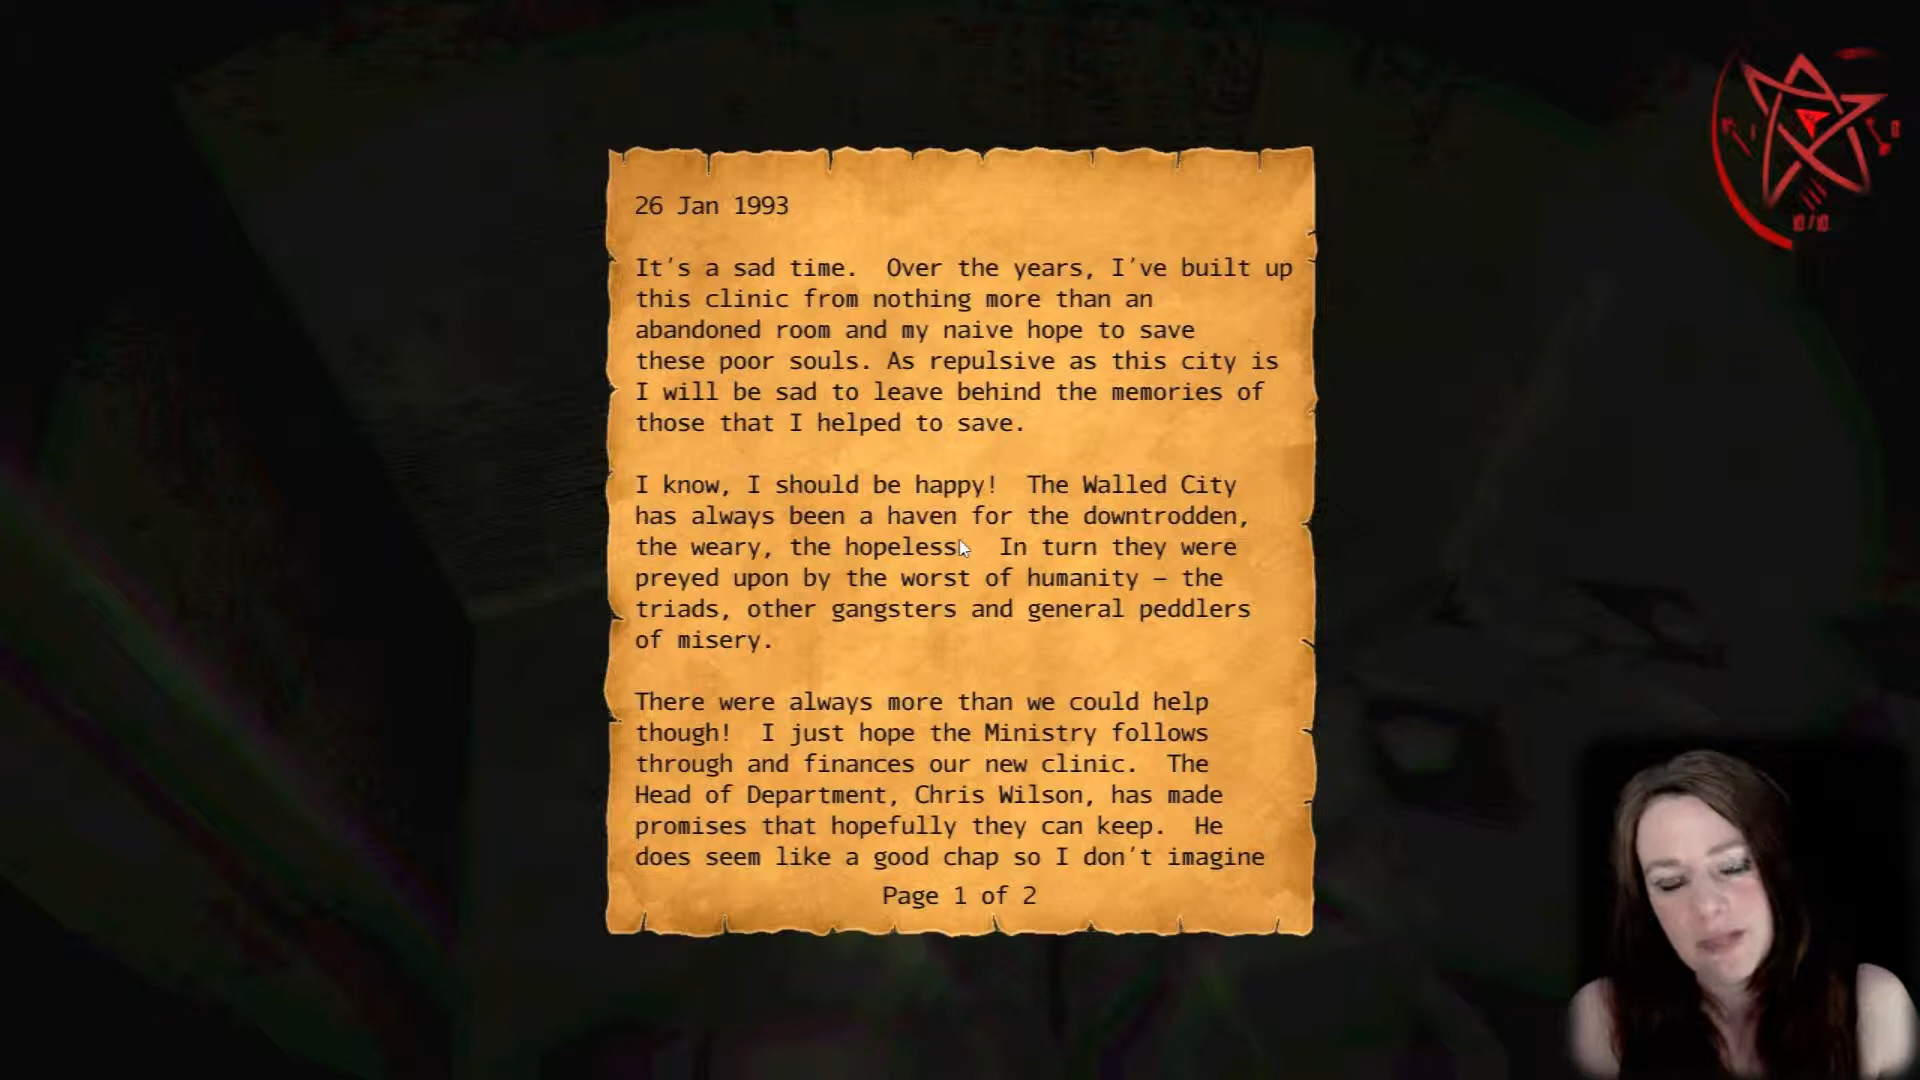 26 Jan 1993
It's a sad time.  Over the years, I've built up
this clinic from nothing more than an
abandoned room and my naive hope to save
these poor souls. As repulsive as this city is
I will be sad to leave behind the memories of
those that I helped to save.
I know, I should be happy!  The Walled City
has always been a haven for the downtrodden,
the weary, the hopeless  In turn they were
preyed upon by the worst of humanity – the
triads, other gangsters and general peddlers
of misery.
There were always more than we could help
though!  I just hope the Ministry follows
through and finances our new clinic.  The
Head of Department, Chris Wilson, has made
promises that hopefully they can keep.  He
does seem like a good chap so I don't imagine
Page 1 of 2